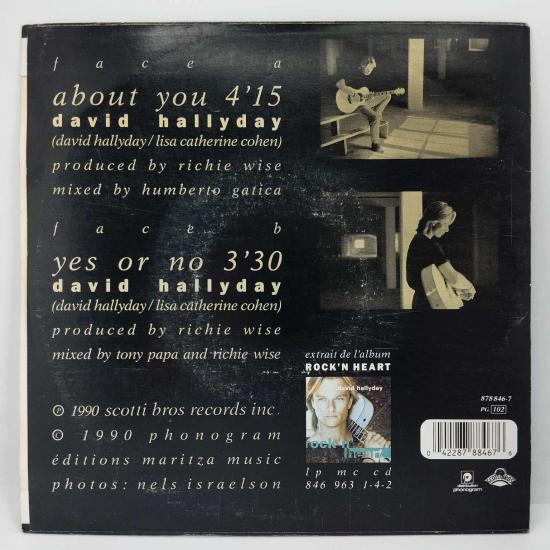 face a
about you 4'15
david hallyday
(david hallyday/lisa catherine cohen)
produced by richie wise
mixed by humberto gatica
face b
yes or no 3'30
david hallyday
(david hallyday/lisa catherine cohen)
produced by richie wise
mixed by tony papa and richie wise
℗ 1990 scotti bros records inc.
© 1990 phonogram
éditions maritza music
photos: nels israelson
extrait de l'album
ROCK'N HEART
david hallyday
rock'n
heart
lp mc cd
846 963 1-4-2
878 846-7
PG 102
0 42287 88467 6
phonogram